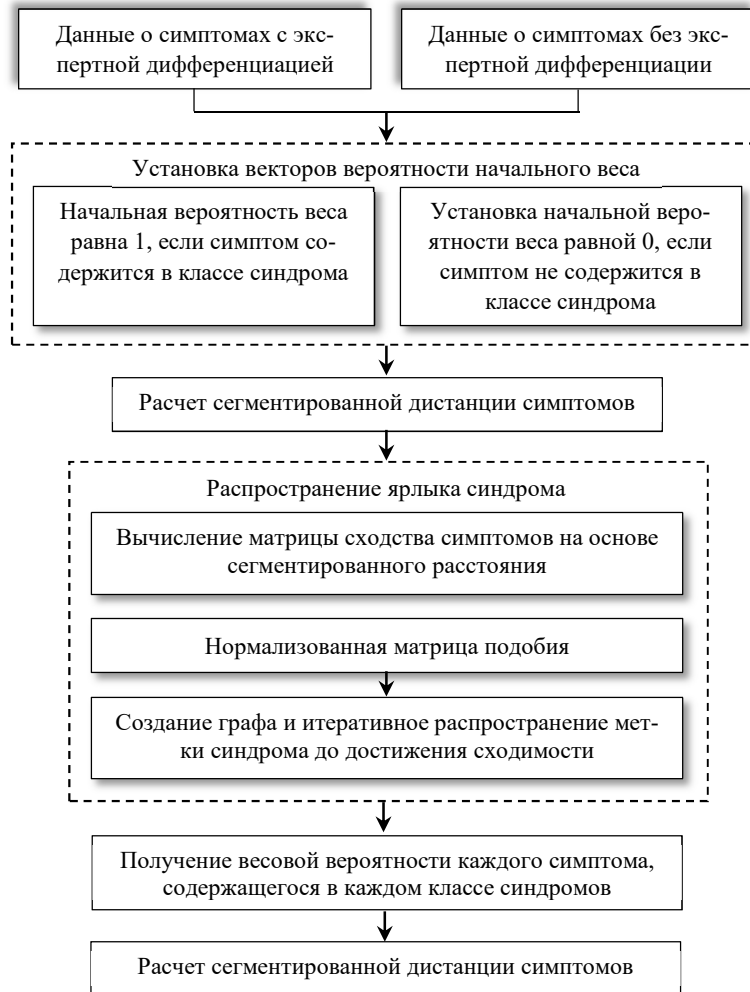 Данные о симптомах с экс-
пертной дифференциацией
Данные о симптомах без экс-
пертной дифференциации
Установка векторов вероятности начального веса
Начальная вероятность веса
равна 1, если симптом со-
держится в классе синдрома
Установка начальной веро-
ятности веса равной 0, если
симптом не содержится в
классе синдрома
Расчет сегментированной дистанции симптомов
Распространение ярлыка синдрома
Вычисление матрицы сходства симптомов на основе
сегментированного расстояния
Нормализованная матрица подобия
Создание графа и итеративное распространение мет-
ки синдрома до достижения сходимости
Получение весовой вероятности каждого симптома,
содержащегося в каждом классе синдромов
Расчет сегментированной дистанции симптомов